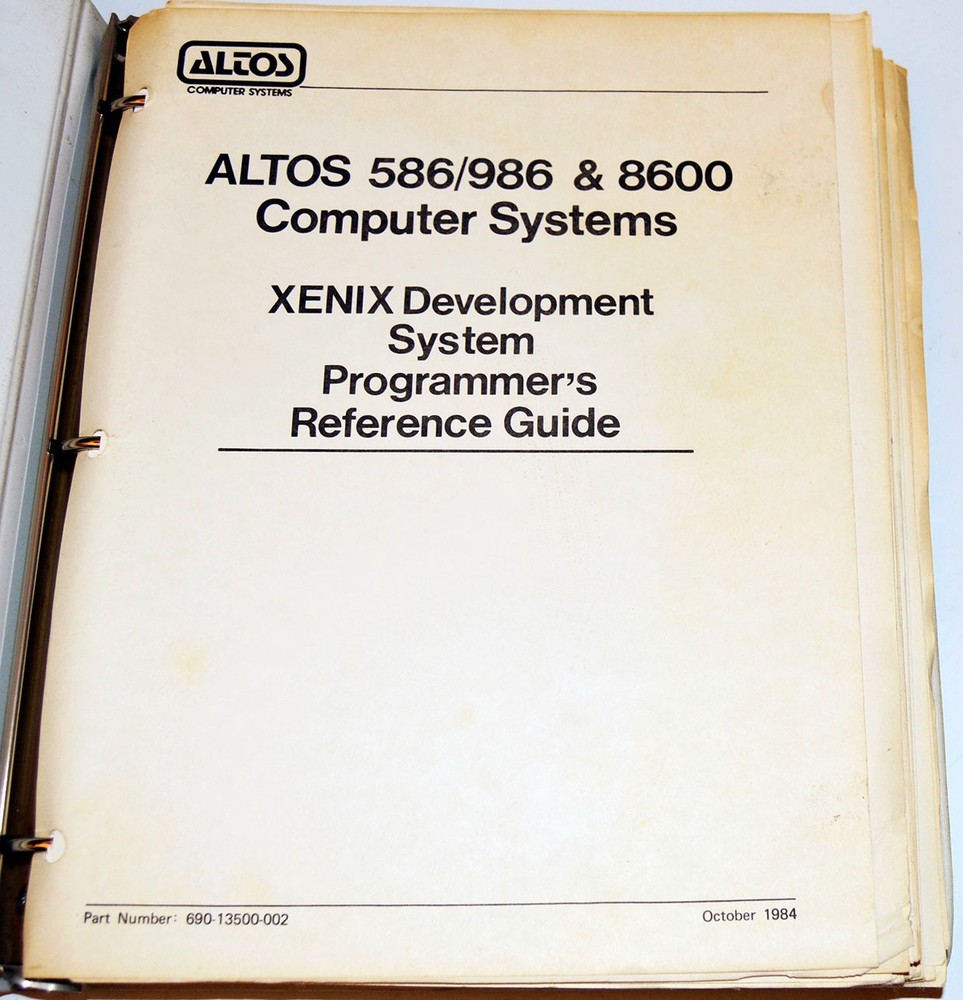 ALTOS
COMPUTER SYSTEMS
ALTOS 586/986 & 8600
Computer Systems
XENIX Development
System
Programmer's
Reference Guide
Part Number: 690-13500-002
October 1984